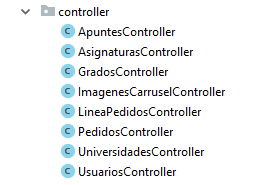 controller
C ApuntesController
C AsignaturasController
C GradosController
C ImagenesCarruselController
C LineaPedidosController
C PedidosController
C UniversidadesController
C UsuariosController